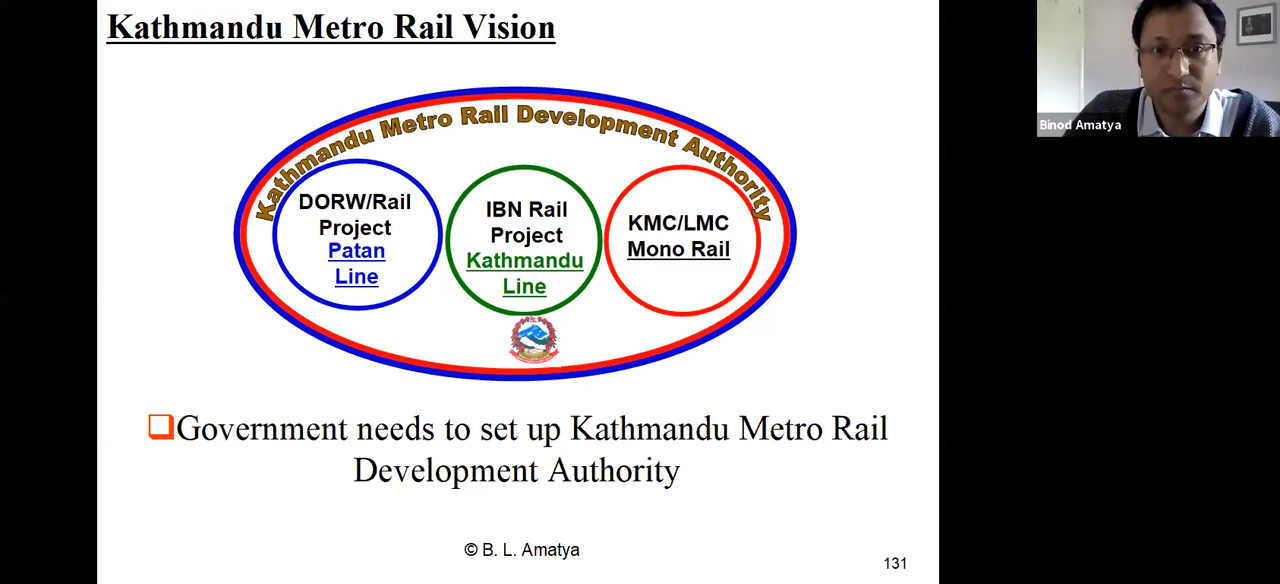 Kathmandu Metro Rail Vision
Binod Amatya
Kathmandu Metro Rail Development Authority
DORW/Rail
Project
Patan
Line
IBN Rail
Project
Kathmandu
Line
KMC/LMC
Mono Rail
Government needs to set up Kathmandu Metro Rail
Development Authority
© B. L. Amatya
131